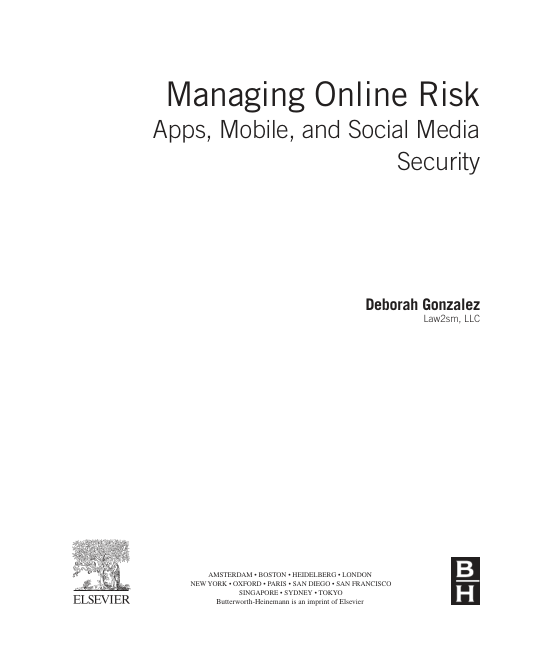 Managing Online Risk
Apps, Mobile, and Social Media
Security
Deborah Gonzalez
Law2sm, LLC
ELSEVIER
AMSTERDAM • BOSTON • HEIDELBERG • LONDON
NEW YORK • OXFORD • PARIS • SAN DIEGO • SAN FRANCISCO
SINGAPORE • SYDNEY • TOKYO
Butterworth-Heinemann is an imprint of Elsevier
B
H